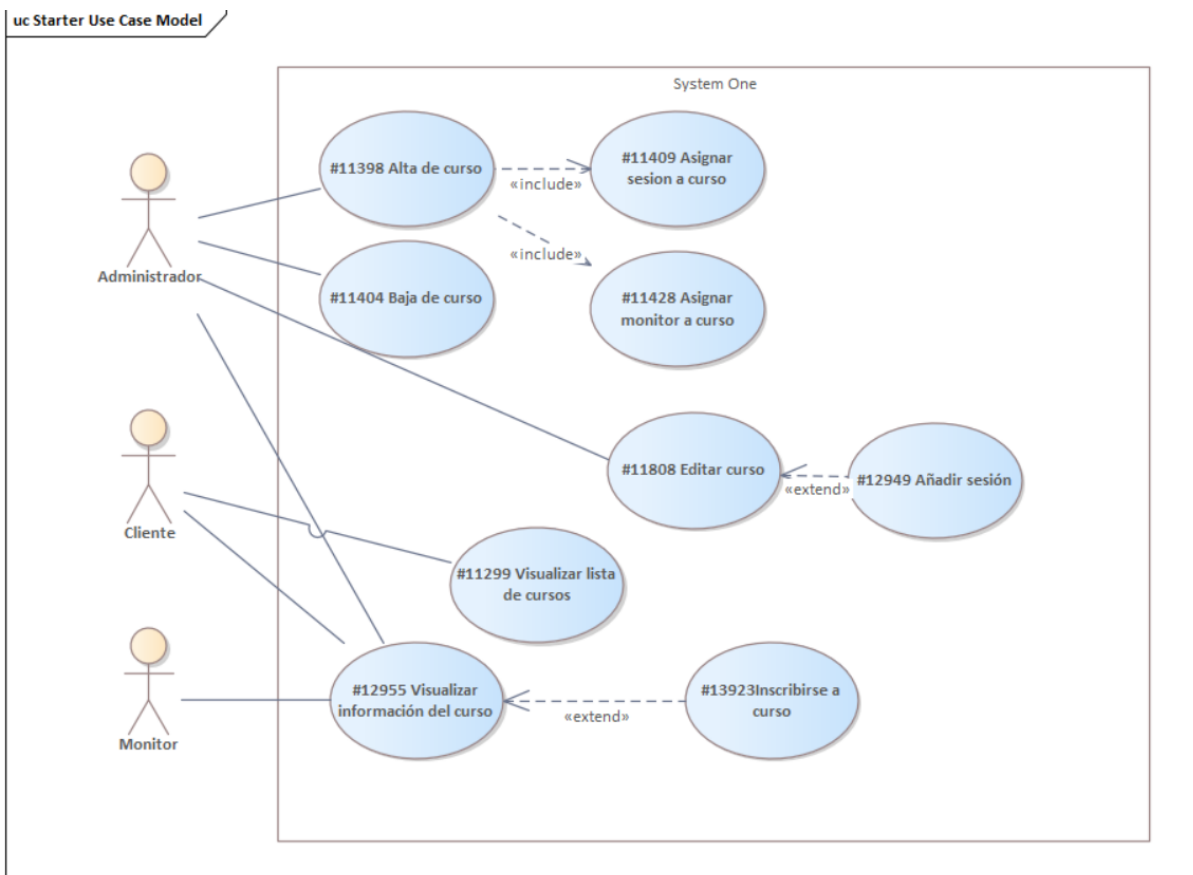 uc Starter Use Case Model
System One
#11398 Alta de curso
«include»
#11409 Asignar
sesion a curso
«include»
Administrador
#11404 Baja de curso
#11428 Asignar
monitor a curso
#11808 Editar curso
«extend»
#12949 Añadir sesión
Cliente
#11299 Visualizar lista
de cursos
Monitor
#12955 Visualizar
información del curso
«extend»
#13923Inscribirse a
curso